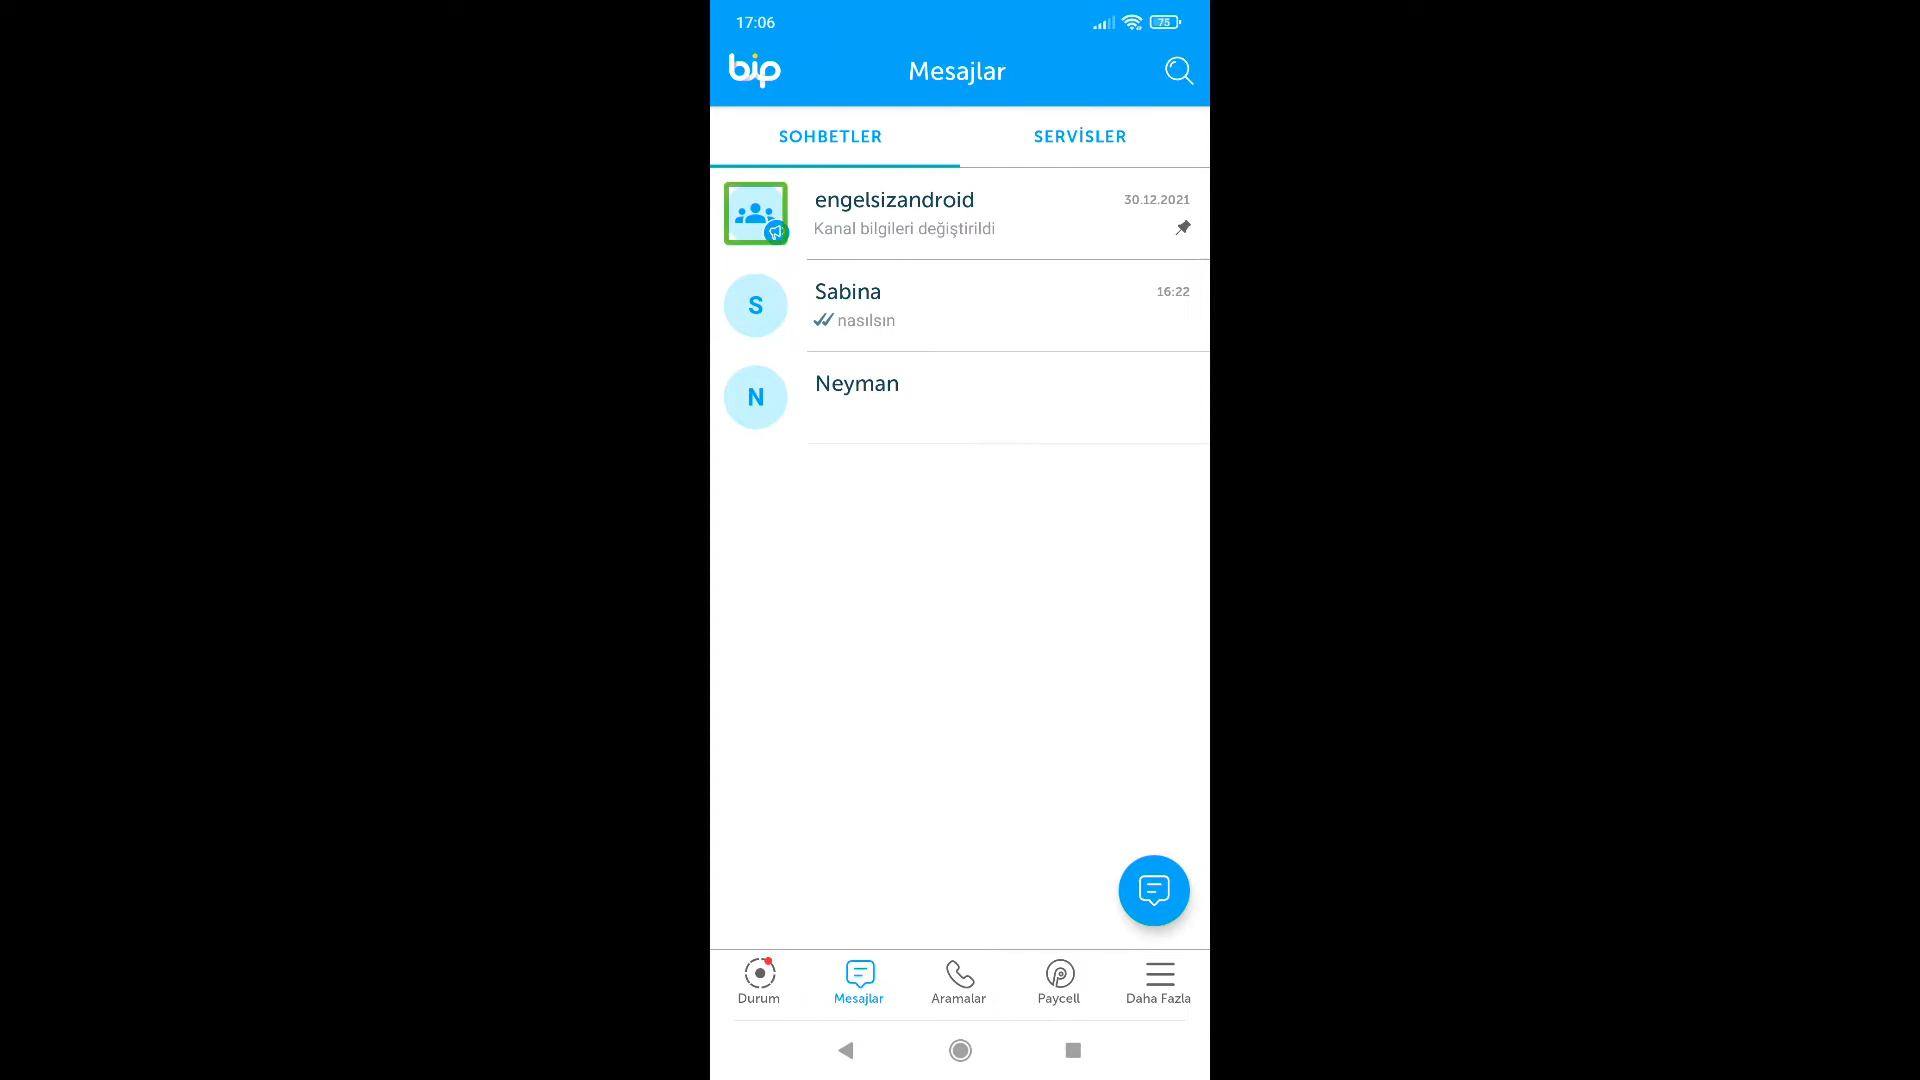 17:06
75
bip
Mesajlar
SOHBETLER
SERVİSLER
engelsizandroid
30.12.2021
Kanal bilgileri değiştirildi
S
Sabina
16:22
nasılsın
N
Neyman
Durum
Mesajlar
Aramalar
Paycell
Daha Fazla